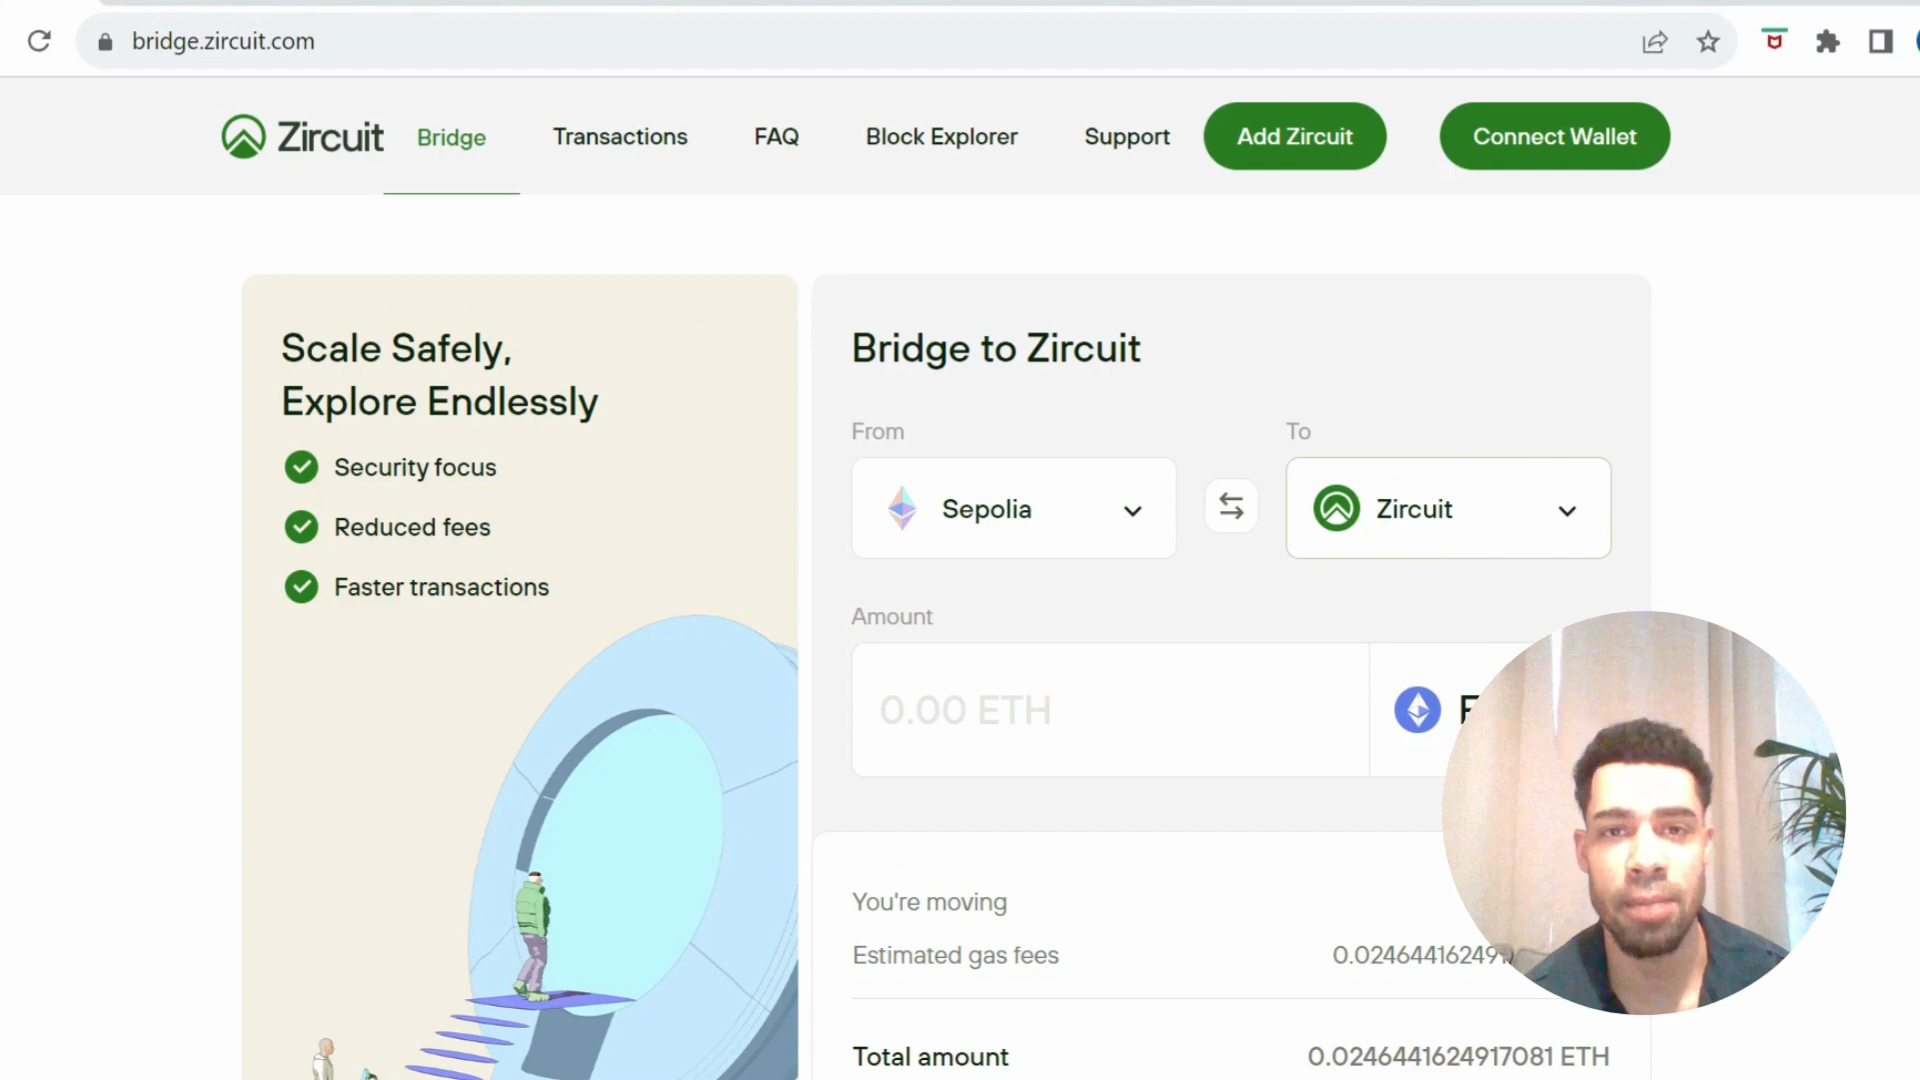 bridge.zircuit.com
Zircuit
Bridge
Transactions
FAQ
Block Explorer
Support
Add Zircuit
Connect Wallet
Scale Safely,
Explore Endlessly
Security focus
Reduced fees
Faster transactions
Bridge to Zircuit
From
To
Sepolia
Zircuit
Amount
0.00 ETH
You're moving
Estimated gas fees
Total amount
0.0246441624917081 ETH